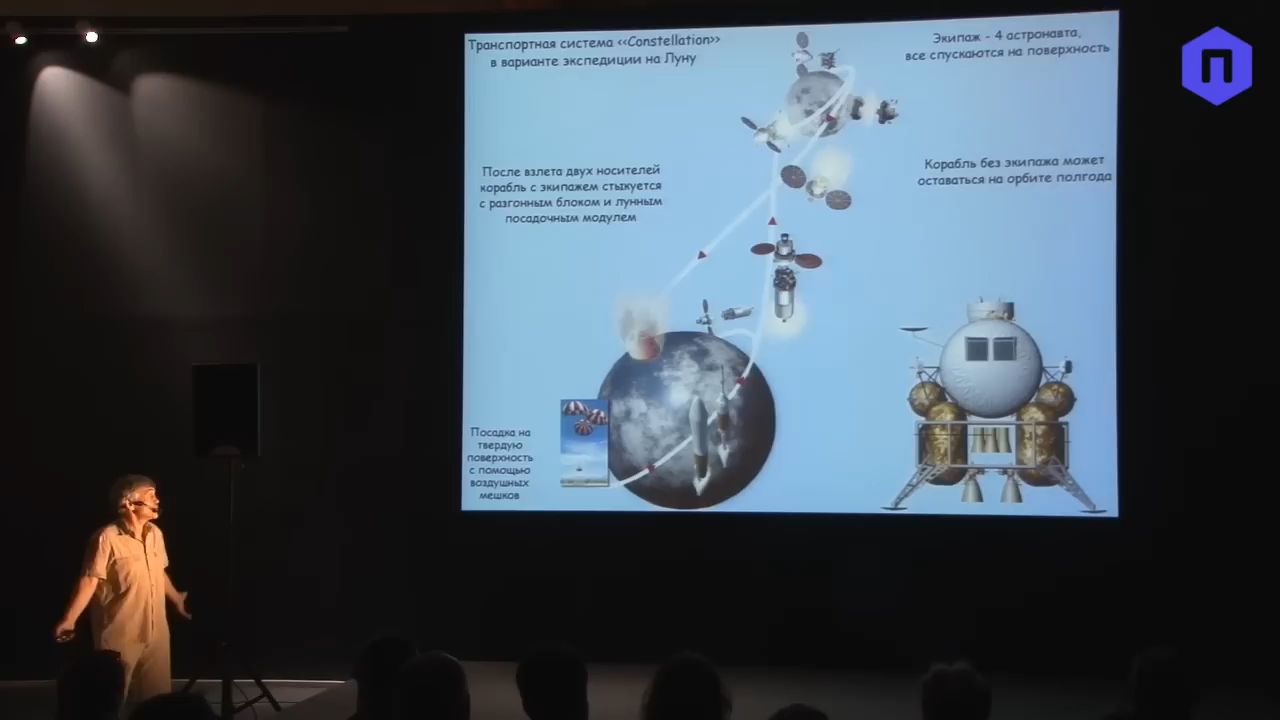 Транспортная система <<Constellation>>
в варианте экспедиции на Луну
Экипаж - 4 астронавта,
все спускаются на поверхность
После взлета двух носителей
корабль с экипажем стыкуется
с разгонным блоком и лунным
посадочным модулем
Корабль без экипажа может
оставаться на орбите полгода
Посадка на
твердую
поверхность
с помощью
воздушных
мешков
П